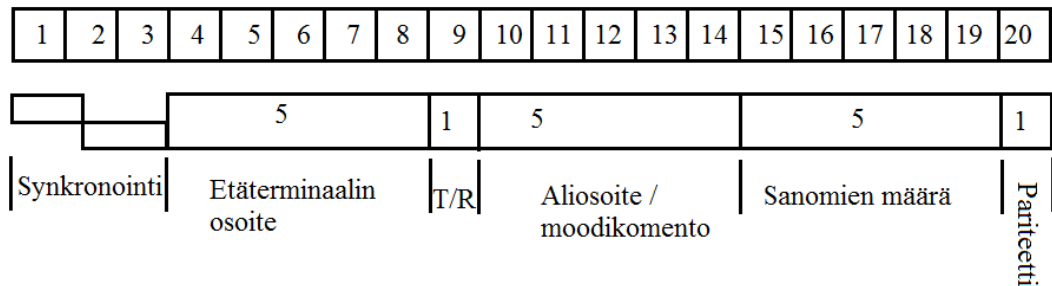 1 2 3 4 5 6 7 8 9 10 11 12 13 14 15 16 17 18 19 20
5 1 5 5 1
Synkronointi
Etäterminaalin
osoite
T/R
Aliosoite /
moodikomento
Sanomien määrä
Pariteetti